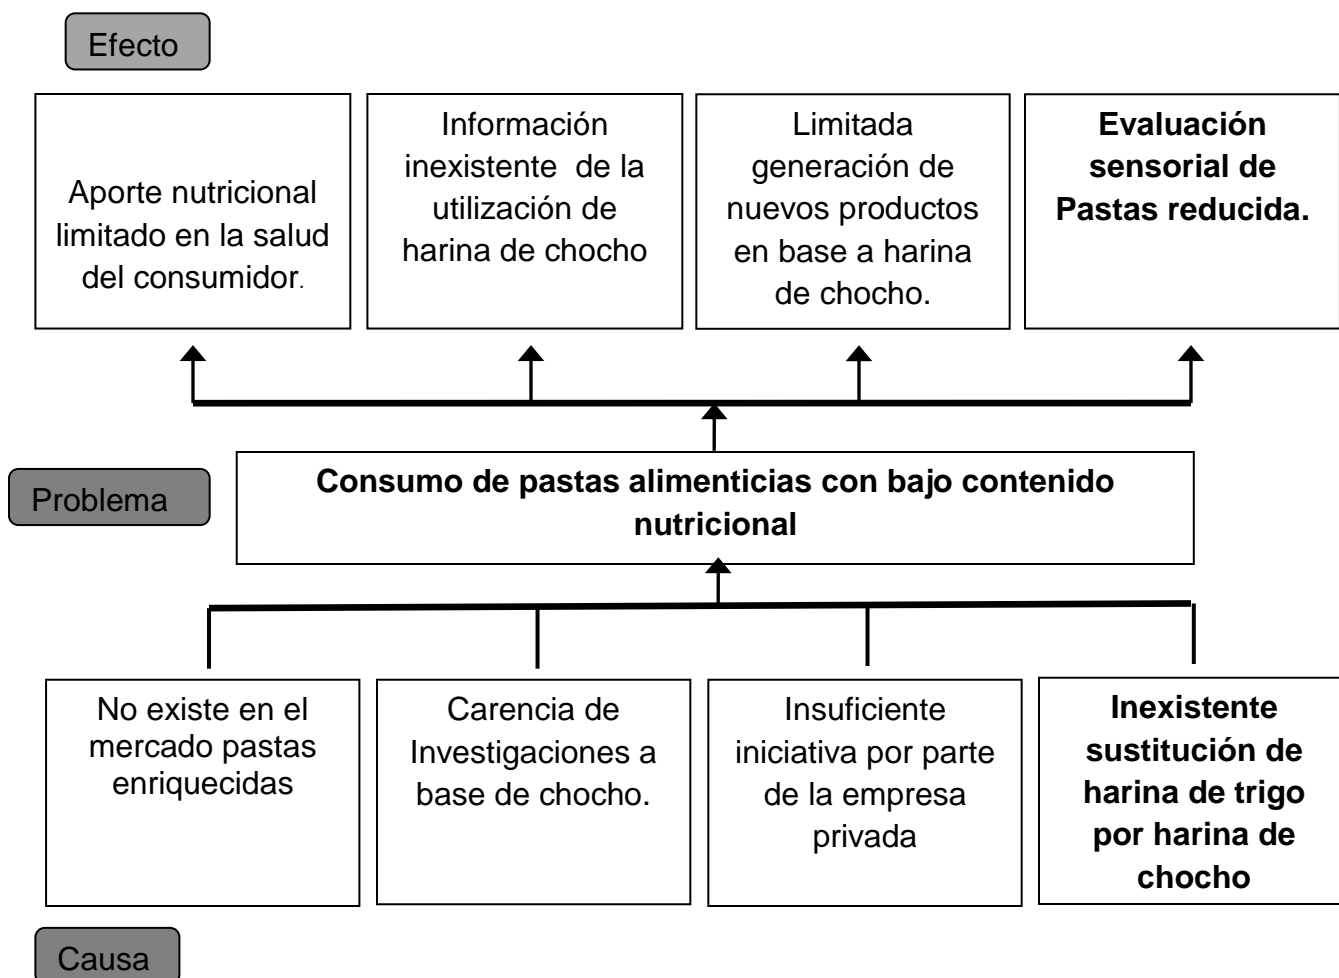 Efecto
Aporte nutricional
limitado en la salud
del consumidor.
Información
inexistente  de la
utilización de
harina de chocho
Limitada
generación de
nuevos productos
en base a harina
de chocho.
Evaluación
sensorial de
Pastas reducida.
Problema
Consumo de pastas alimenticias con bajo contenido
nutricional
No existe en el
mercado pastas
enriquecidas
Carencia de
Investigaciones a
base de chocho.
Insuficiente
iniciativa por parte
de la empresa
privada
Inexistente
sustitución de
harina de trigo
por harina de
chocho
Causa